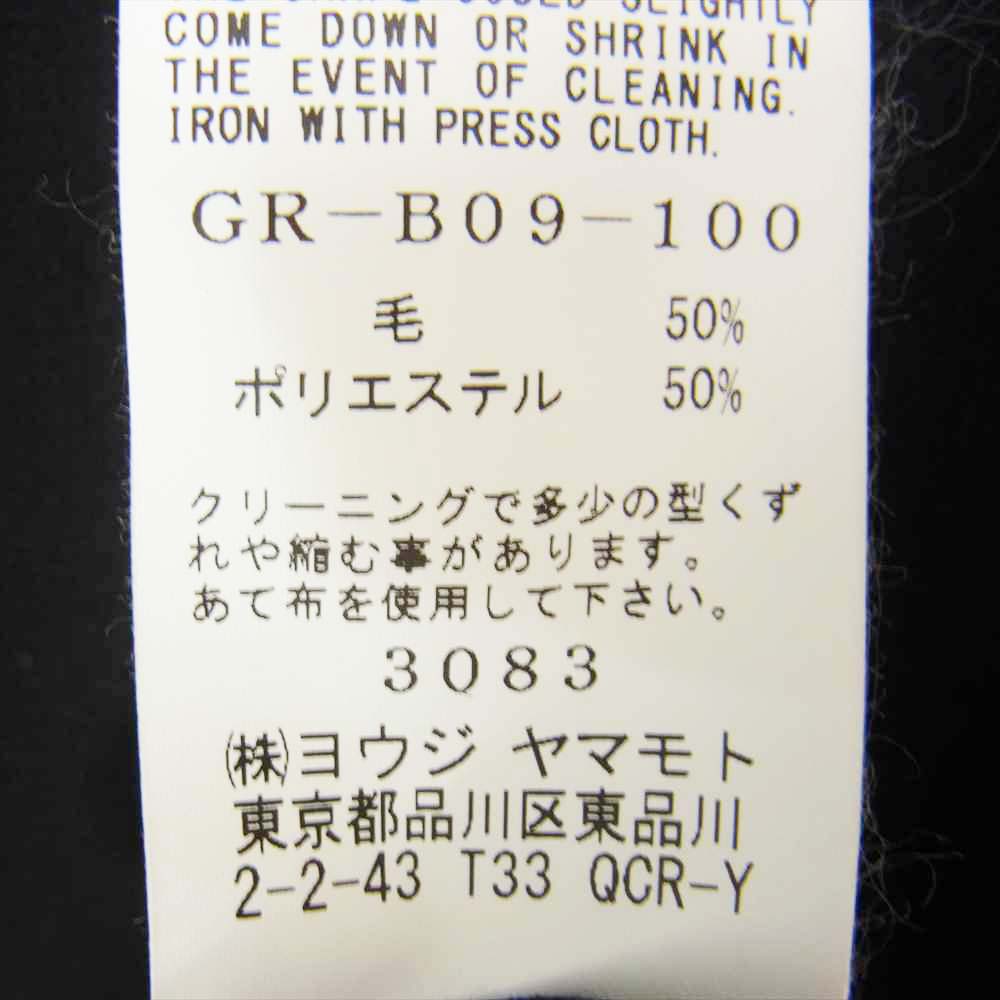 THE SHAPE COULD SLIGHTLY
COME DOWN OR SHRINK IN
THE EVENT OF CLEANING.
IRON WITH PRESS CLOTH.
GR-B09-100
毛 50%
ポリエステル 50%
クリーニングで多少の型くず
れや縮む事があります。
あて布を使用して下さい。
3083
㈱ヨウジ ヤマモト
東京都品川区東品川
2-2-43 T33 QCR-Y